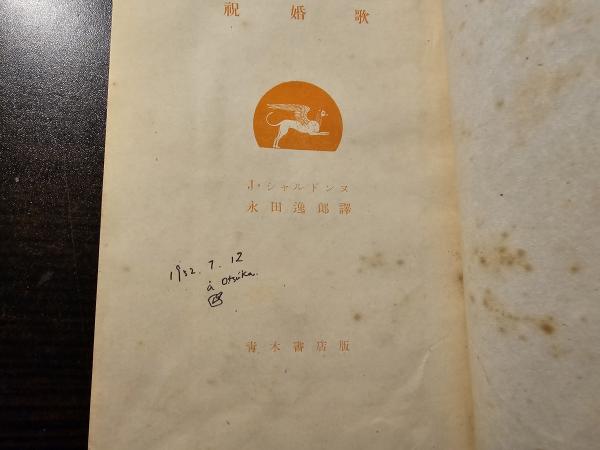 祝婚歌
J・シャルドンヌ
永田逸郎譯
1952. 7. 12
à Otsuka.
青木書店版